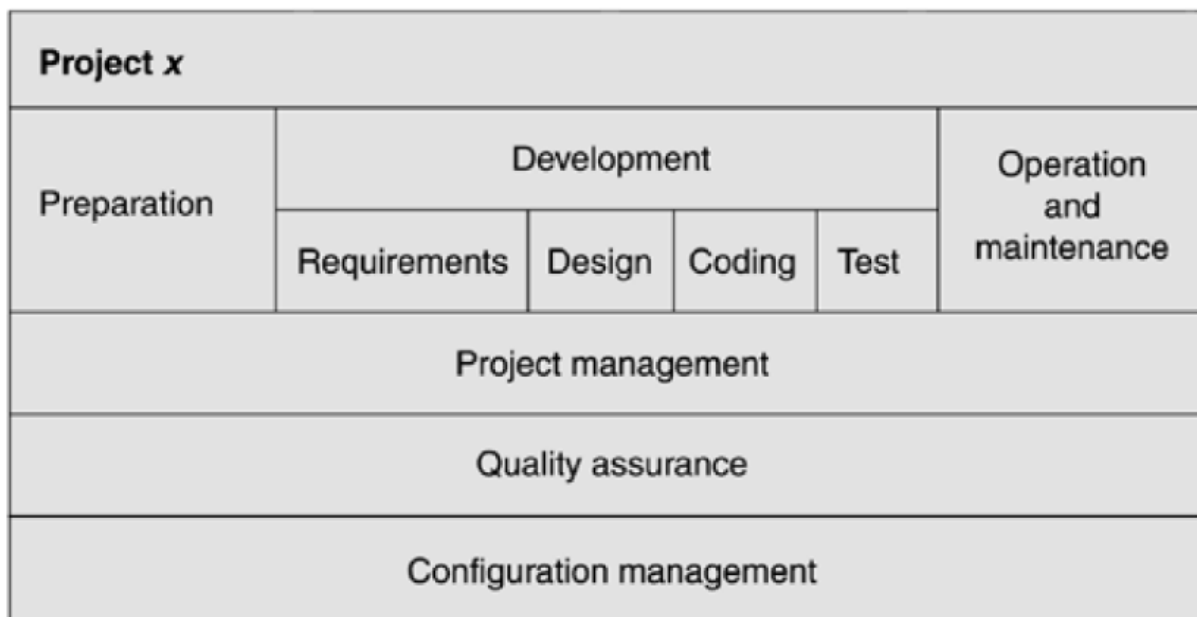 Project x
Preparation
Development
Requirements
Design
Coding
Test
Operation
and
maintenance
Project management
Quality assurance
Configuration management